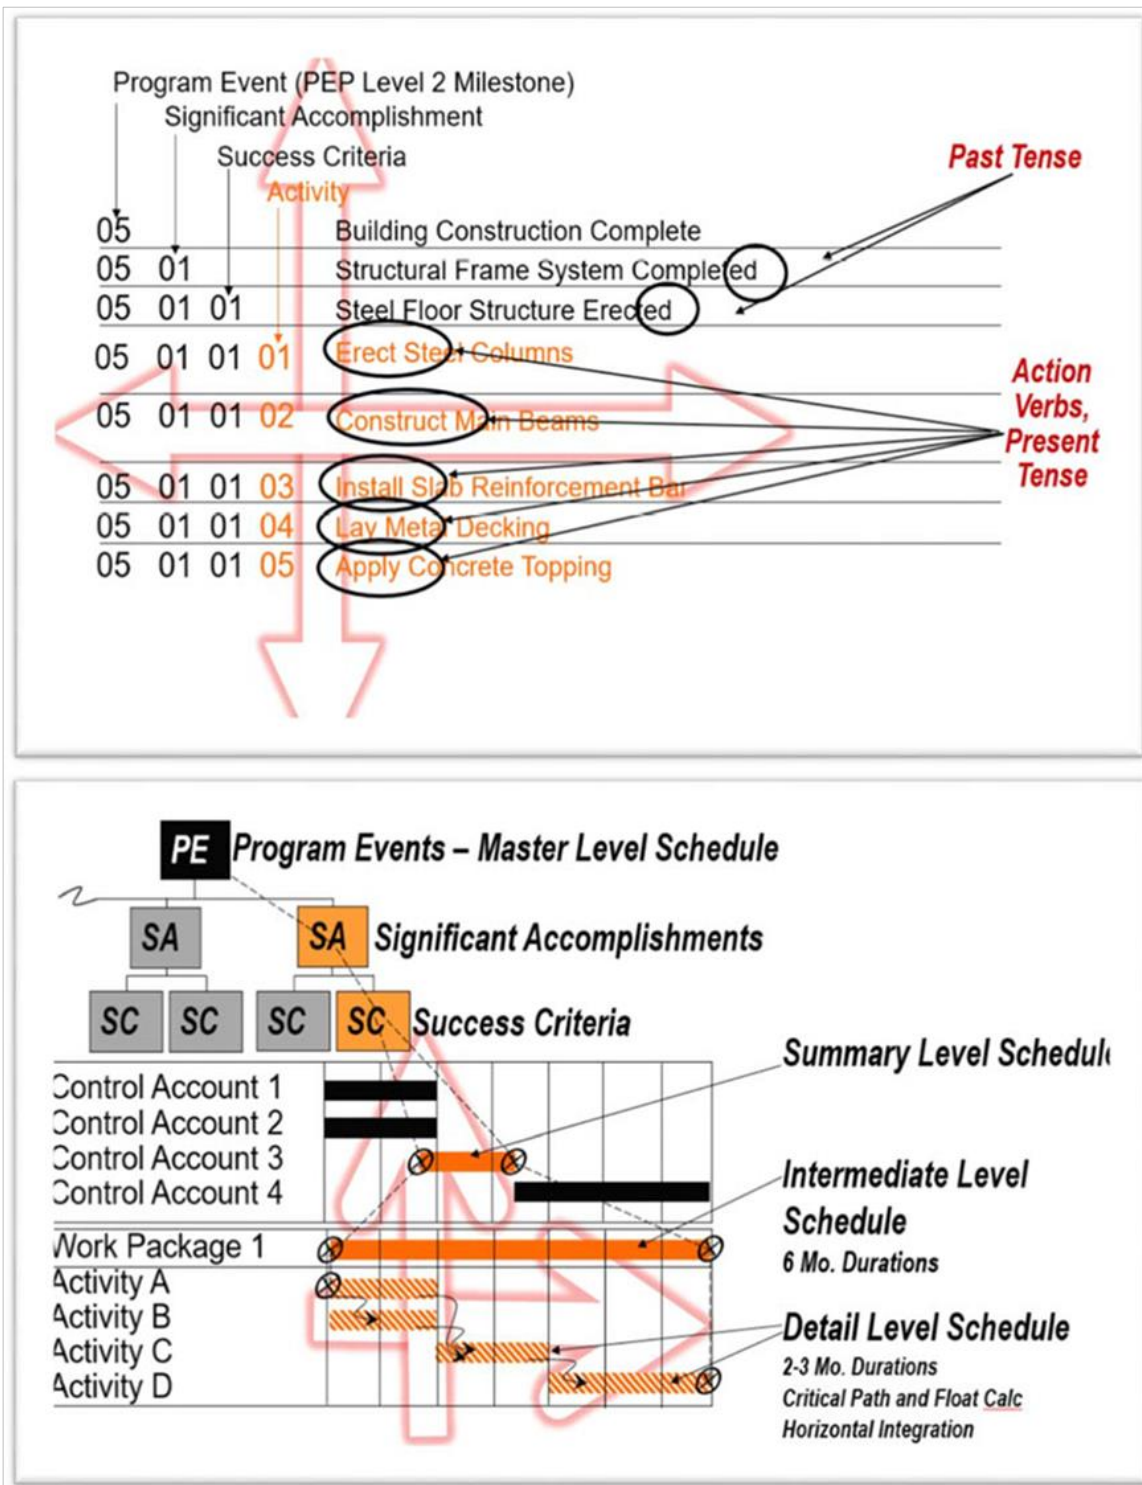 Program Event (PEP Level 2 Milestone)
Significant Accomplishment
Success Criteria
Activity
Past Tense
05 Building Construction Complete
05 01 Structural Frame System Completed
05 01 01 Steel Floor Structure Erected
05 01 01 01 Erect Steel Columns
05 01 01 02 Construct Main Beams
05 01 01 03 Install Slab Reinforcement Bar
05 01 01 04 Lay Metal Decking
05 01 01 05 Apply Concrete Topping
Action
Verbs,
Present
Tense
PE Program Events – Master Level Schedule
SA SA Significant Accomplishments
SC SC SC SC Success Criteria
Summary Level Schedule
Control Account 1
Control Account 2
Control Account 3
Control Account 4
Intermediate Level
Schedule
6 Mo. Durations
Work Package 1
Activity A
Activity B
Activity C
Activity D
Detail Level Schedule
2-3 Mo. Durations
Critical Path and Float Calc
Horizontal Integration